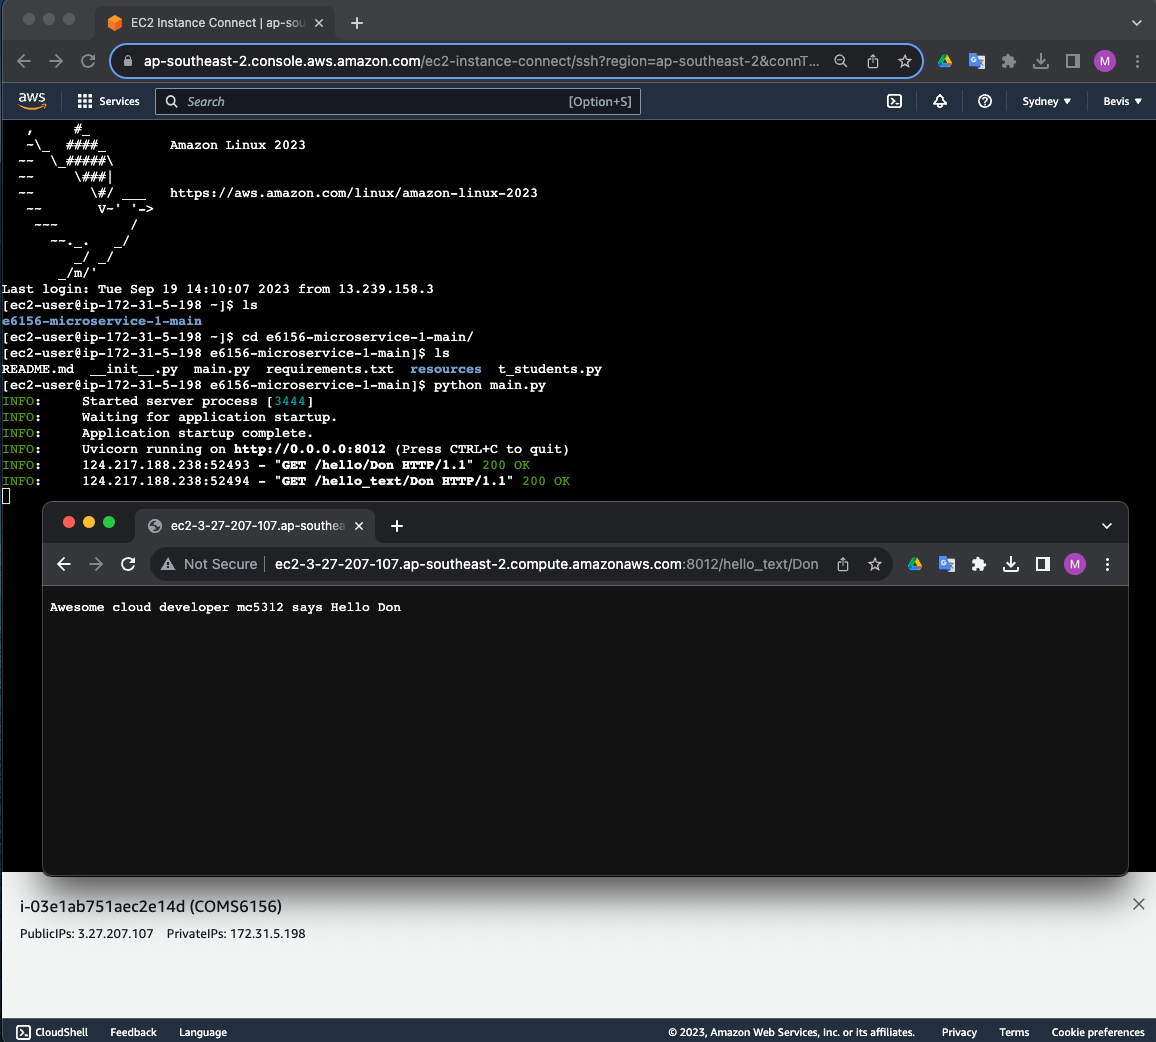 EC2 Instance Connect | ap-sou
ap-southeast-2.console.aws.amazon.com/ec2-instance-connect/ssh?region=ap-southeast-2&connT...
M
aws Services Search [Option+S] Sydney ▼ Bevis ▼
   ,     #_
   ~\_  ####_        Amazon Linux 2023
  ~~  \_#####\
  ~~     \###|
  ~~       \#/ ___   https://aws.amazon.com/linux/amazon-linux-2023
   ~~       V~' '->
    ~~~         /
      ~~._.   _/
         _/ _/
       _/m/'
Last login: Tue Sep 19 14:10:07 2023 from 13.239.158.3
[ec2-user@ip-172-31-5-198 ~]$ ls
e6156-microservice-1-main
[ec2-user@ip-172-31-5-198 ~]$ cd e6156-microservice-1-main/
[ec2-user@ip-172-31-5-198 e6156-microservice-1-main]$ ls
README.md  __init__.py  main.py  requirements.txt  resources  t_students.py
[ec2-user@ip-172-31-5-198 e6156-microservice-1-main]$ python main.py
INFO:     Started server process [3444]
INFO:     Waiting for application startup.
INFO:     Application startup complete.
INFO:     Uvicorn running on http://0.0.0.0:8012 (Press CTRL+C to quit)
INFO:     124.217.188.238:52493 - "GET /hello/Don HTTP/1.1" 200 OK
INFO:     124.217.188.238:52494 - "GET /hello_text/Don HTTP/1.1" 200 OK
ec2-3-27-207-107.ap-southea
Not Secure | ec2-3-27-207-107.ap-southeast-2.compute.amazonaws.com:8012/hello_text/Don
M
Awesome cloud developer mc5312 says Hello Don
i-03e1ab751aec2e14d (COMS6156)
PublicIPs: 3.27.207.107 PrivateIPs: 172.31.5.198
CloudShell Feedback Language © 2023, Amazon Web Services, Inc. or its affiliates. Privacy Terms Cookie preferences